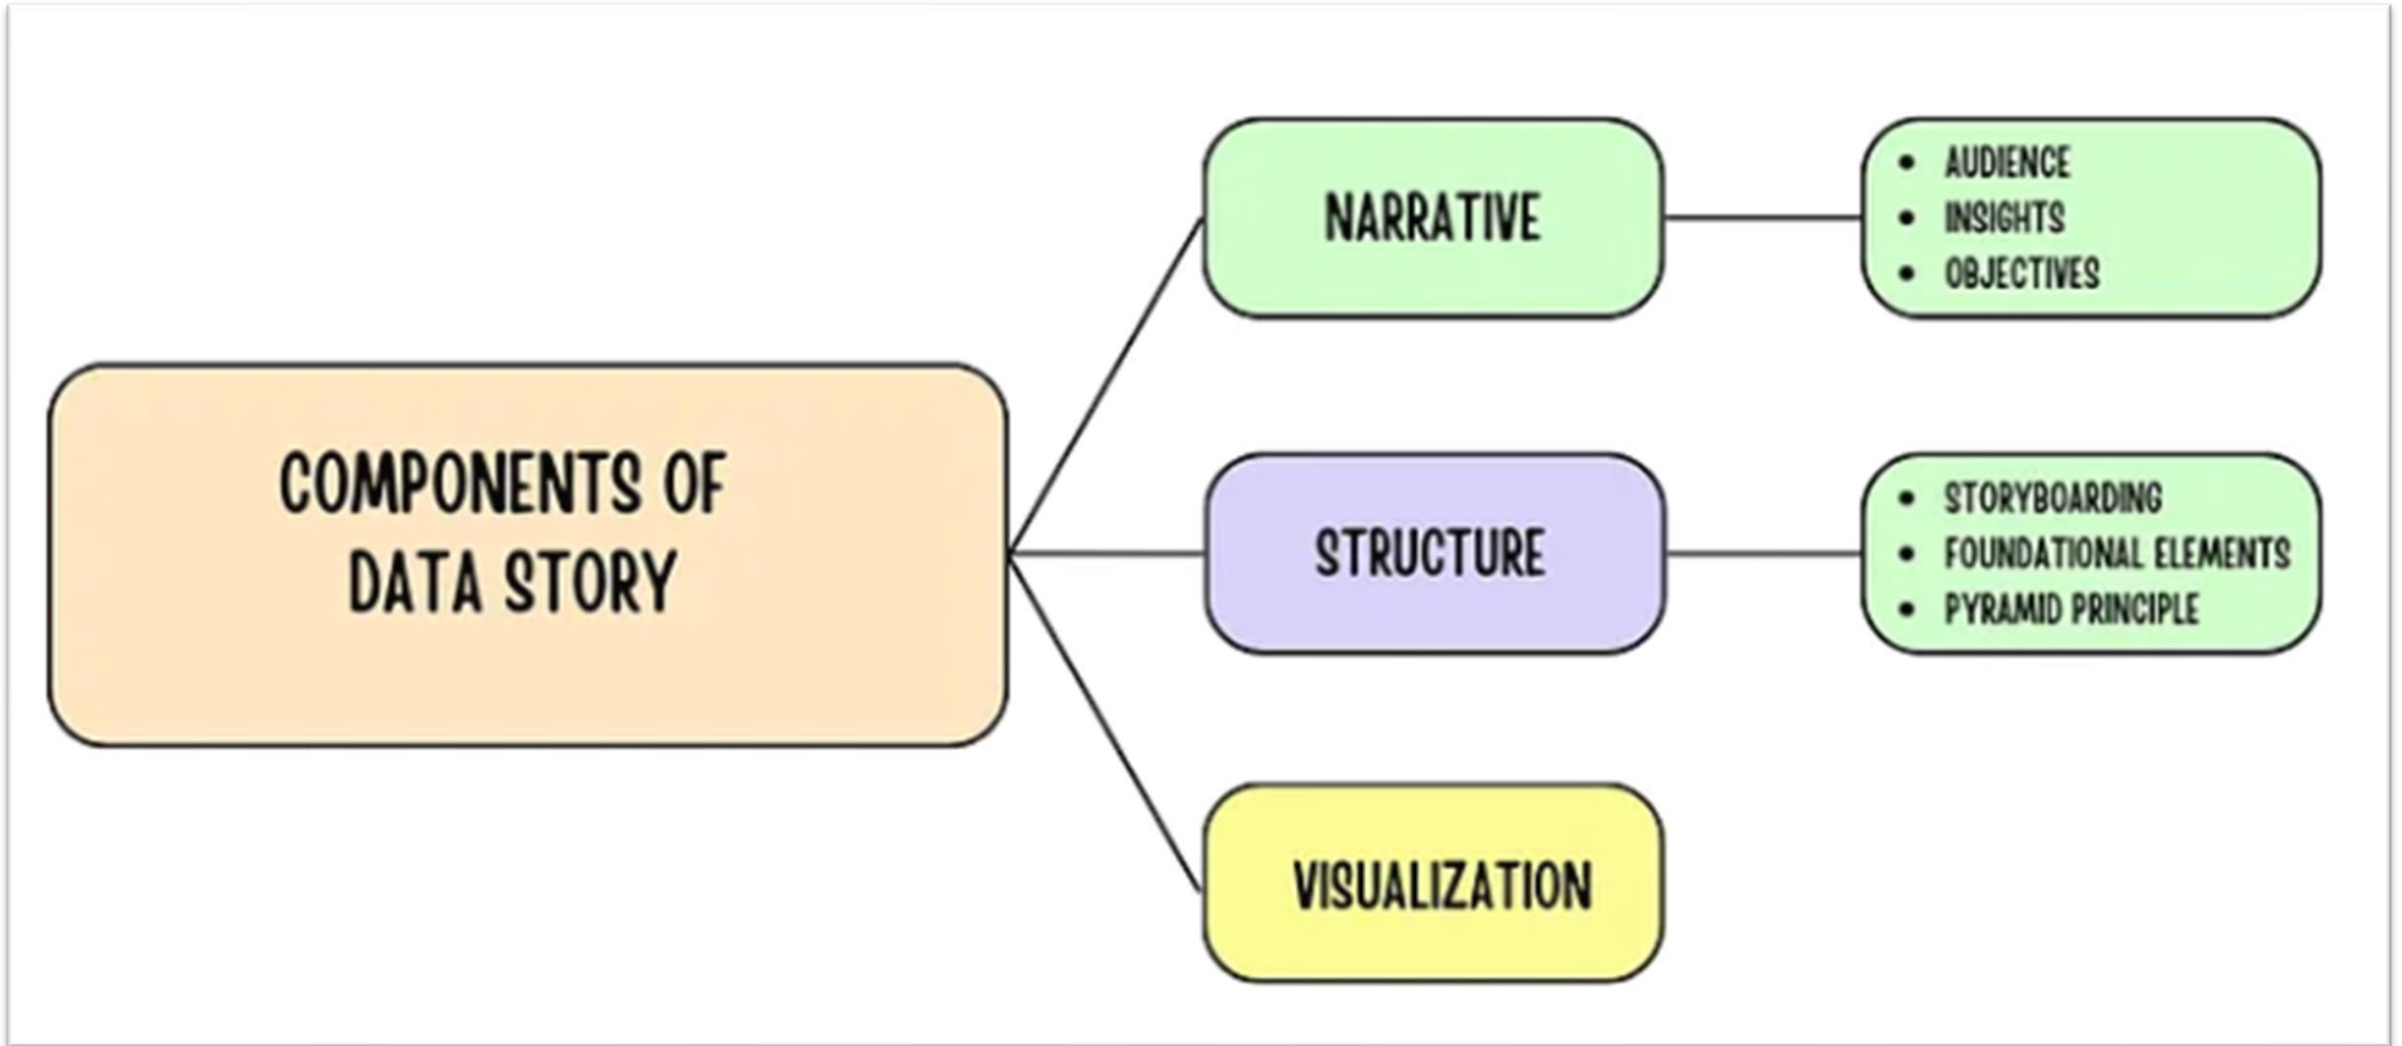 COMPONENTS OF
DATA STORY
NARRATIVE
• AUDIENCE
• INSIGHTS
• OBJECTIVES
STRUCTURE
• STORYBOARDING
• FOUNDATIONAL ELEMENTS
• PYRAMID PRINCIPLE
VISUALIZATION